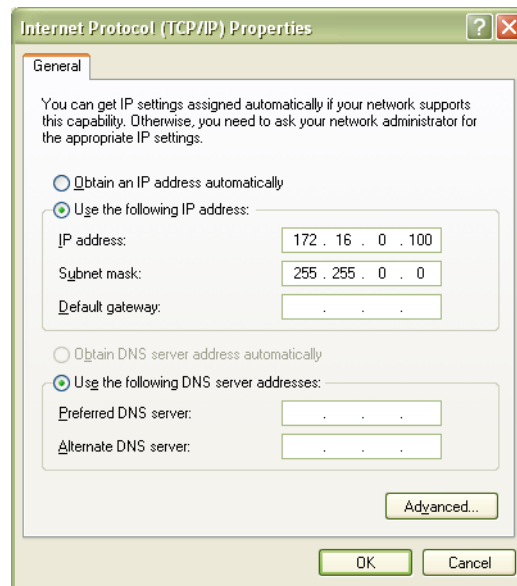 Internet Protocol (TCP/IP) Properties
?
General
You can get IP settings assigned automatically if your network supports
this capability. Otherwise, you need to ask your network administrator for
the appropriate IP settings.
Obtain an IP address automatically
Use the following IP address:
IP address: 172 . 16 . 0 . 100
Subnet mask: 255 . 255 . 0 . 0
Default gateway: . . .
Obtain DNS server address automatically
Use the following DNS server addresses:
Preferred DNS server: . . .
Alternate DNS server: . . .
Advanced...
OK Cancel